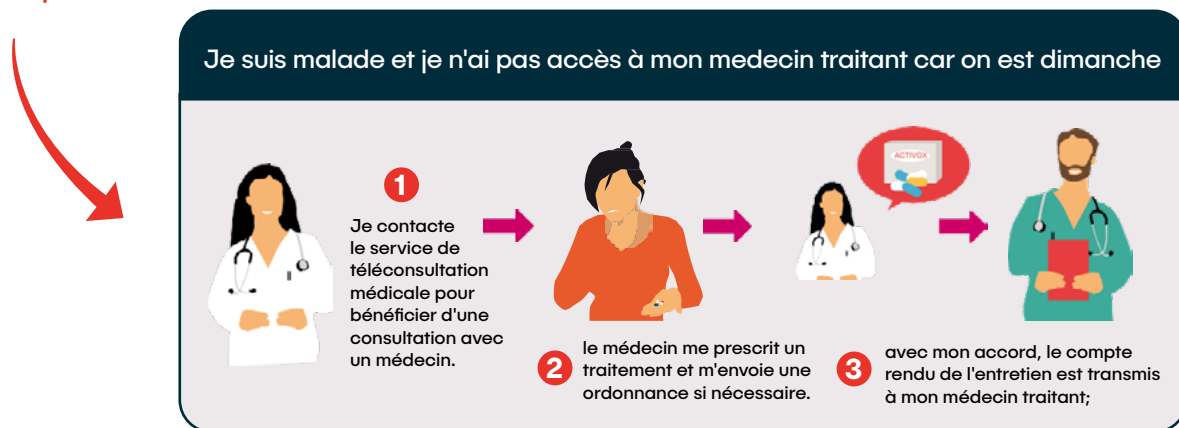 Je suis malade et je n'ai pas accès à mon medecin traitant car on est dimanche
1
Je contacte
le service de
téléconsultation
médicale pour
bénéficier d'une
consultation avec
un médecin.
2
le médecin me prescrit un
traitement et m'envoie une
ordonnance si nécessaire.
ACTIVOX
3
avec mon accord, le compte
rendu de l'entretien est transmis
à mon médecin traitant;